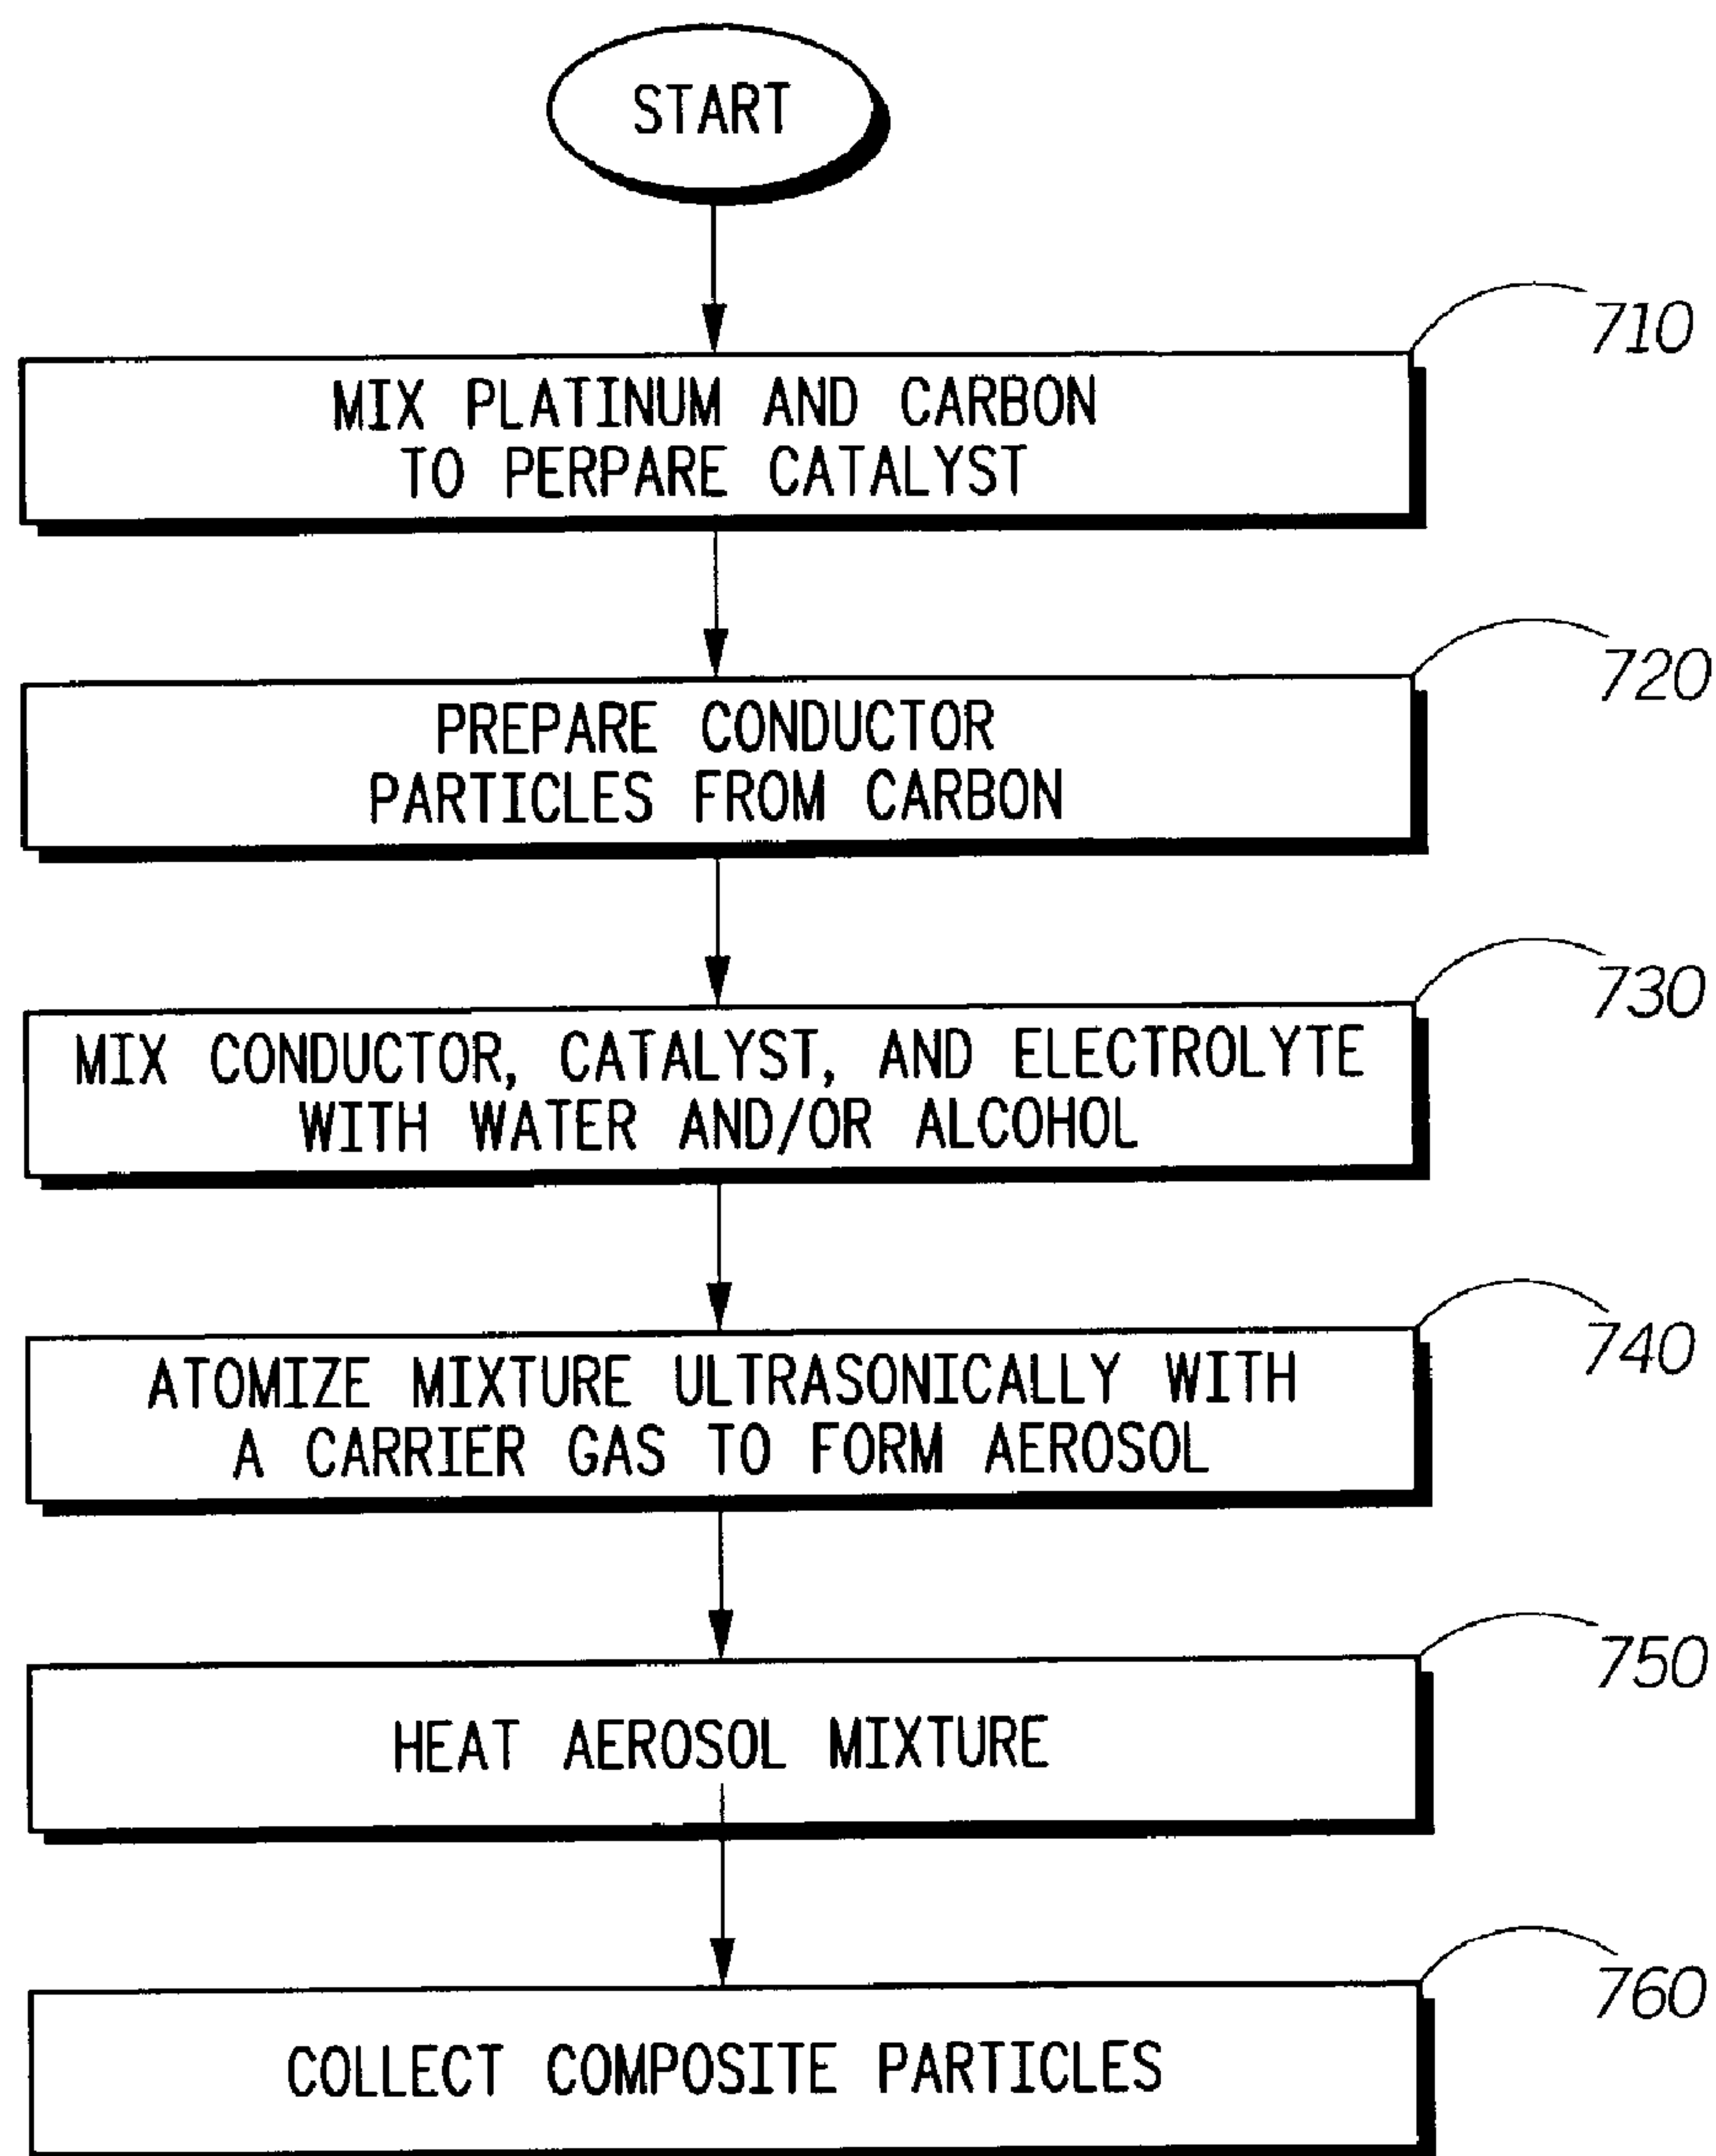 START
710
MIX PLATINUM AND CARBON
TO PERPARE CATALYST
720
PREPARE CONDUCTOR
PARTICLES FROM CARBON
730
MIX CONDUCTOR, CATALYST, AND ELECTROLYTE
WITH WATER AND/OR ALCOHOL
740
ATOMIZE MIXTURE ULTRASONICALLY WITH
A CARRIER GAS TO FORM AEROSOL
750
HEAT AEROSOL MIXTURE
760
COLLECT COMPOSITE PARTICLES